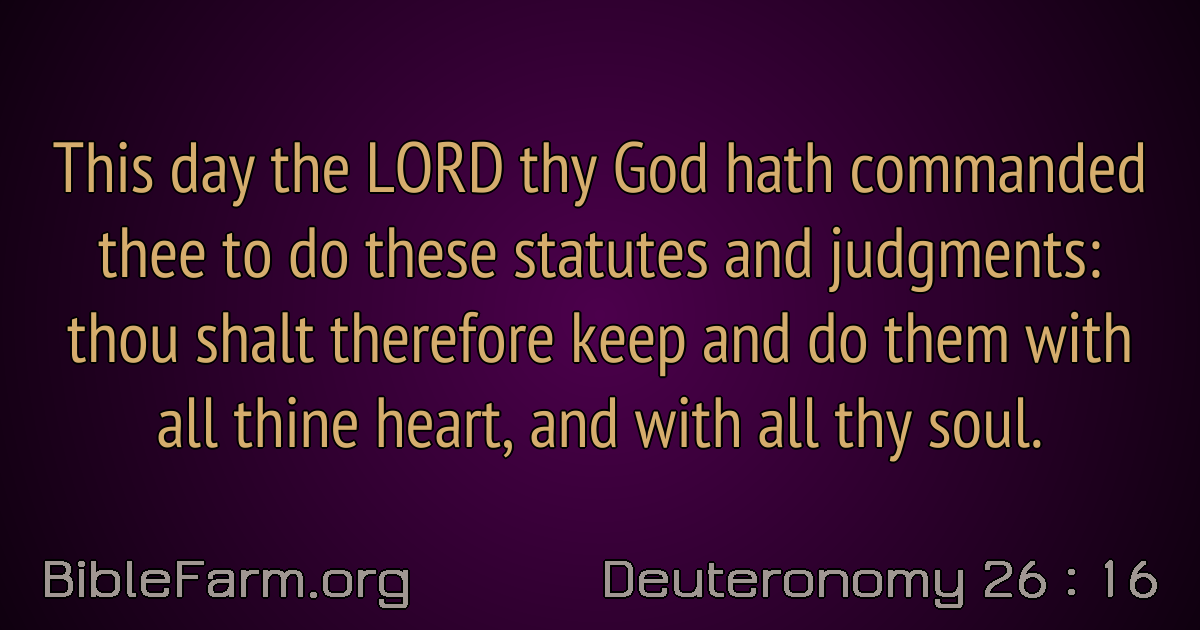 This day the LORD thy God hath commanded
thee to do these statutes and judgments:
thou shalt therefore keep and do them with
all thine heart, and with all thy soul.
BibleFarm.org
Deuteronomy 26 : 16